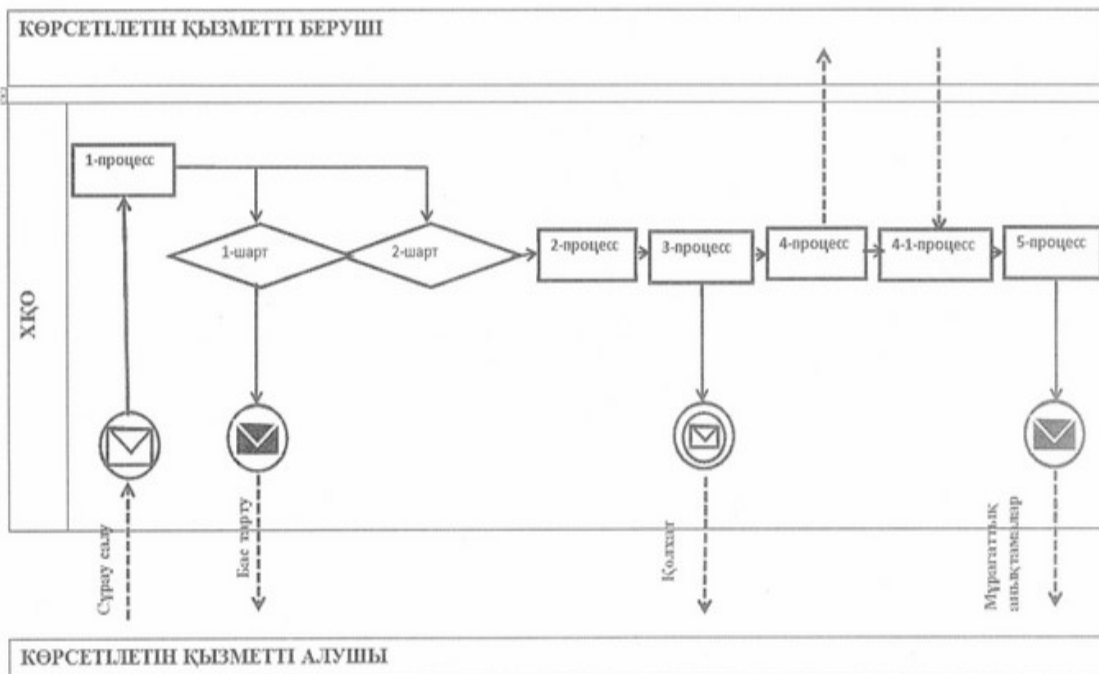 КӨРСЕТІЛЕТІН ҚЫЗМЕТТІ БЕРУШІ
ХҚО
1-процесс
1-шарт
2-шарт
2-процесс
3-процесс
4-процесс
4-1-процесс
5-процесс
Сұрау салу
Бас тарту
Қолхат
Мұрағаттық
анықтамалар
КӨРСЕТІЛЕТІН ҚЫЗМЕТТІ АЛУШЫ